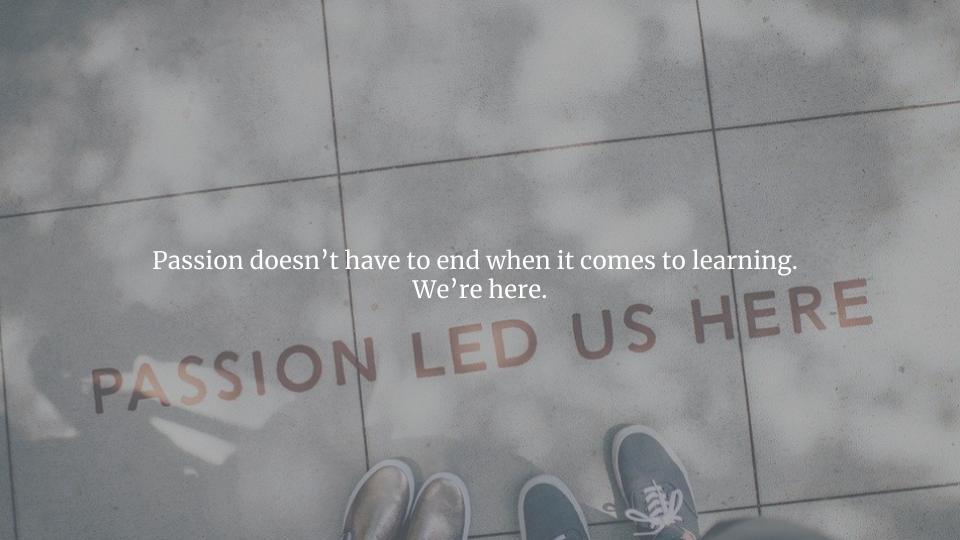 Passion doesn’t have to end when it comes to learning.
We’re here.
PASSION LED US HERE